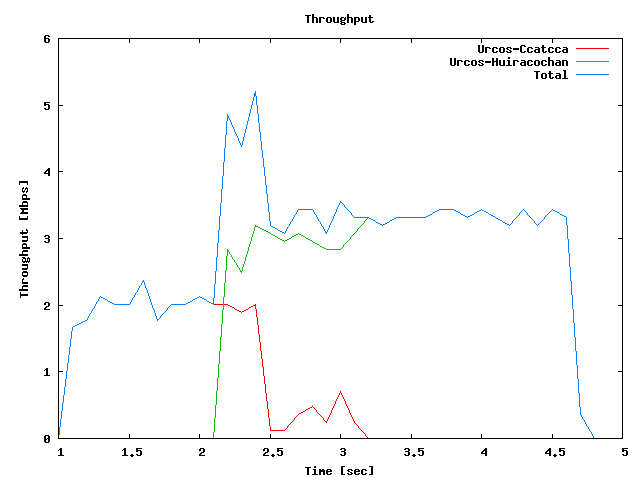 Throughput
Urcos-Ccatcca
Urcos-Huiracochan
Total
Throughput [Mbps]
6
5
4
3
2
1
0
1 1.5 2 2.5 3 3.5 4 4.5 5
Time [sec]